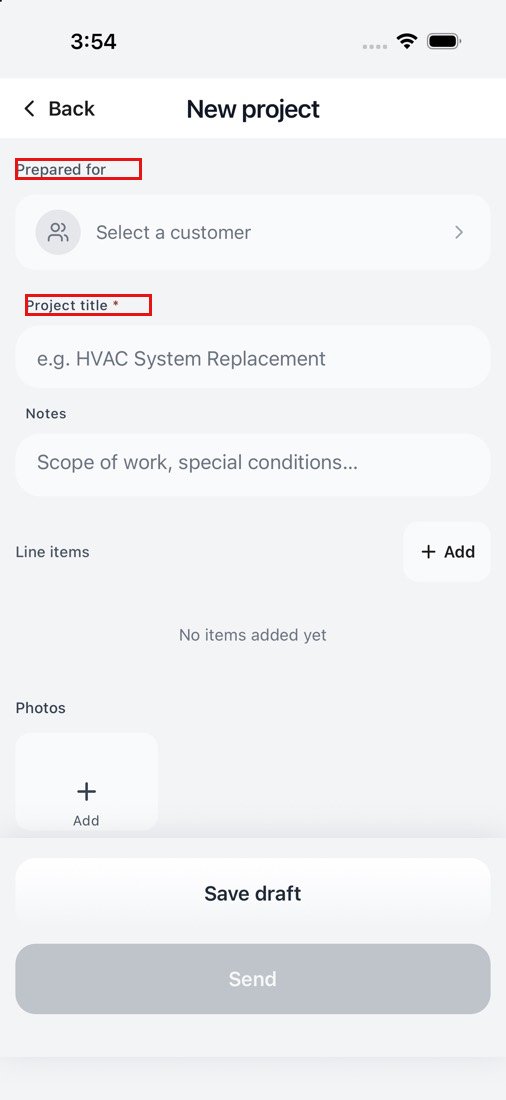 3:54
Back
New project
Prepared for
Select a customer
Project title *
e.g. HVAC System Replacement
Notes
Scope of work, special conditions...
Line items
+ Add
No items added yet
Photos
+
Add
Save draft
Send